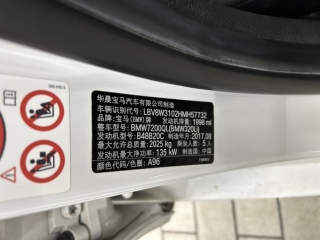 华晨宝马汽车有限公司制造
车辆识别代号: LBV8W3102HMH57732
品牌: 宝马(BMW)牌 发动机排量: 1998 ml
整车型号: BMW7200QL(BMW320Li)
发动机型号: B48B20C 制造年月: 2017.08
最大允许总质量: 2025 kg 乘坐人数: 5人
发动机最大净功率: 135 kW 制造国: 中国
颜色代码/色圈: A96